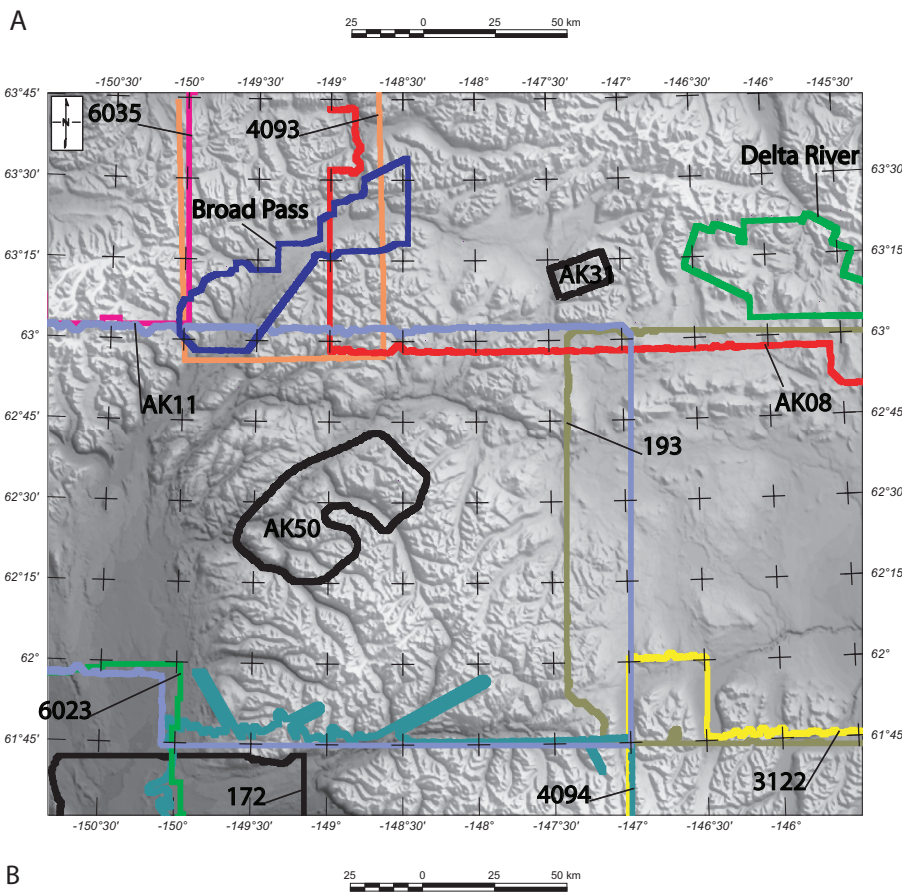 A
25 0 25 50 km
-150°30' -150° -149°30' -149° -148°30' -148° -147°30' -147° -146°30' -146° -145°30'
63°45' 63°45'
N
6035
4093
Delta River
63°30' 63°30'
Broad Pass
63°15' 63°15'
AK31
63° 63°
AK11
AK08
62°45' 62°45'
193
62°30' 62°30'
AK50
62°15' 62°15'
62° 62°
6023
61°45' 61°45'
172
4094
3122
-150°30' -150° -149°30' -149° -148°30' -148° -147°30' -147° -146°30' -146°
B
25 0 25 50 km